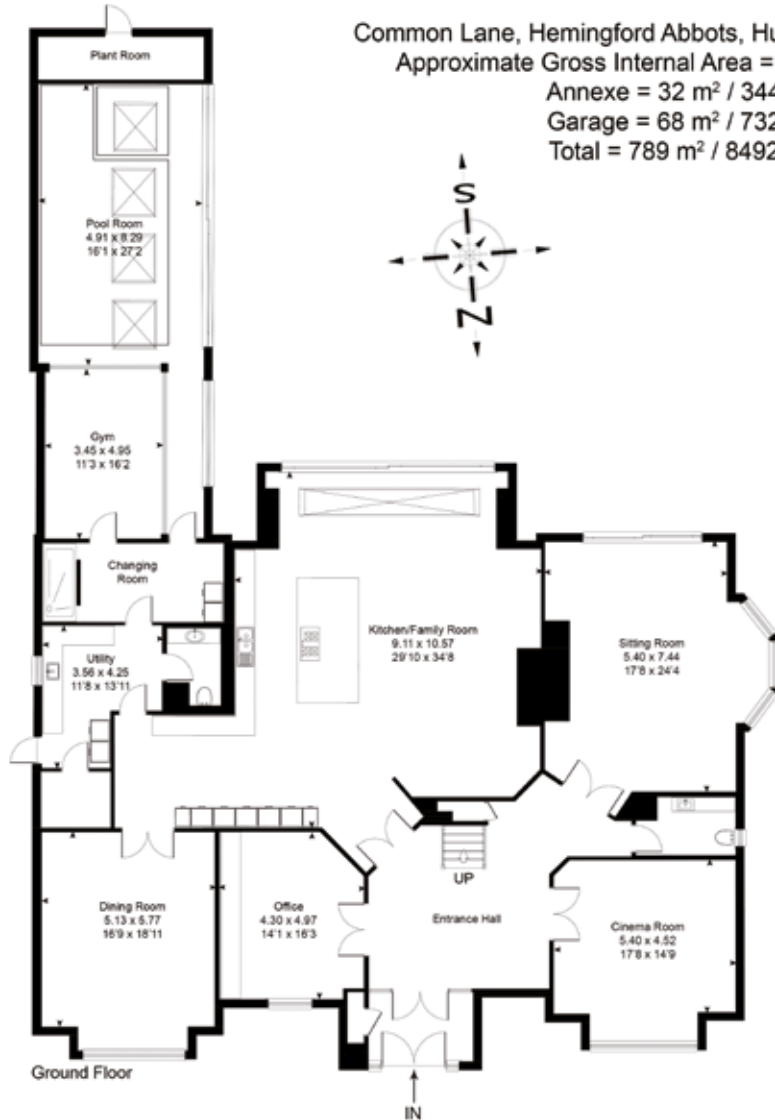 Common Lane, Hemingford Abbots, Hu
Approximate Gross Internal Area =
Annexe = 32 m² / 344
Garage = 68 m² / 732
Total = 789 m² / 8492
Plant Room
S
N
Pool Room
4.91 x 8.29
16'1 x 27'2
Gym
3.45 x 4.95
11'3 x 16'2
Changing
Room
Utility
3.56 x 4.25
11'8 x 13'11
Kitchen/Family Room
9.11 x 10.57
29'10 x 34'8
Sitting Room
5.40 x 7.44
17'8 x 24'4
UP
Dining Room
5.13 x 5.77
16'9 x 18'11
Office
4.30 x 4.97
14'1 x 16'3
Entrance Hall
Cinema Room
5.40 x 4.52
17'8 x 14'9
Ground Floor
IN